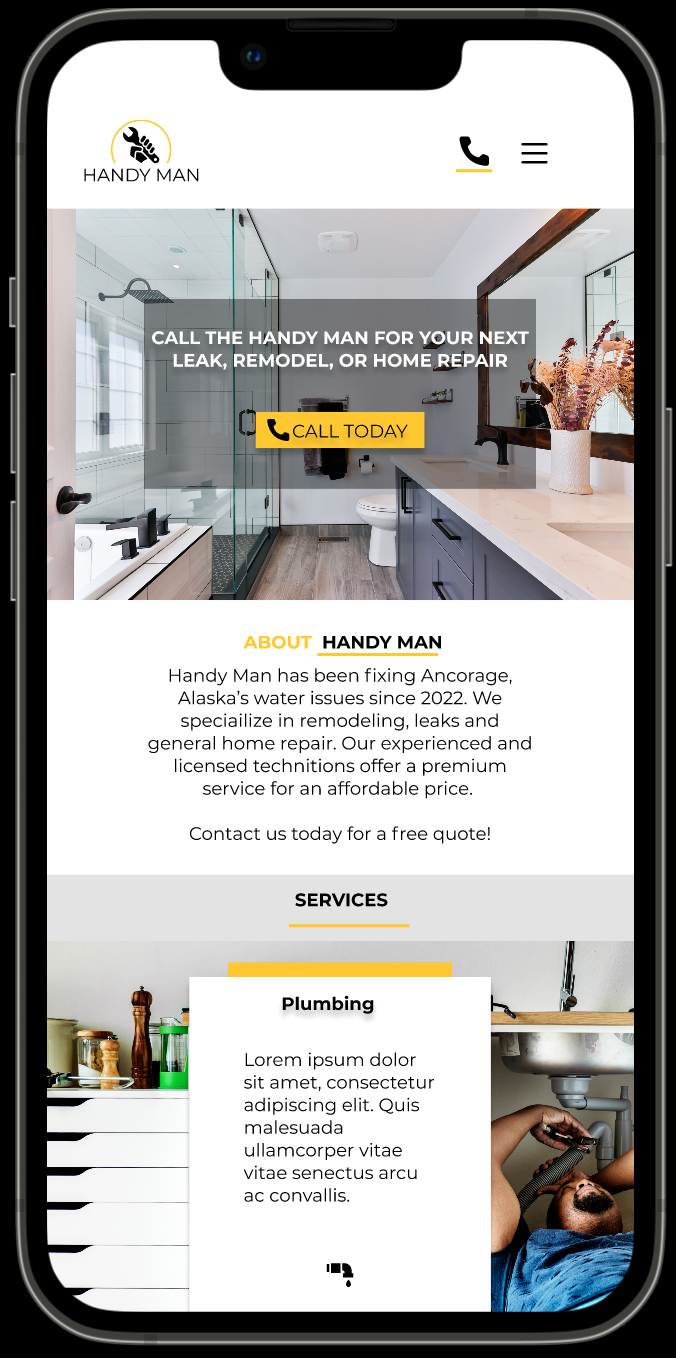 HANDY MAN
CALL THE HANDY MAN FOR YOUR NEXT
LEAK, REMODEL, OR HOME REPAIR
CALL TODAY
ABOUT HANDY MAN
Handy Man has been fixing Ancorage,
Alaska's water issues since 2022. We
speciailize in remodeling, leaks and
general home repair. Our experienced and
licensed technitions offer a premium
service for an affordable price.
Contact us today for a free quote!
SERVICES
Plumbing
Lorem ipsum dolor
sit amet, consectetur
adipiscing elit. Quis
malesuada
ullamcorper vitae
vitae senectus arcu
ac convallis.